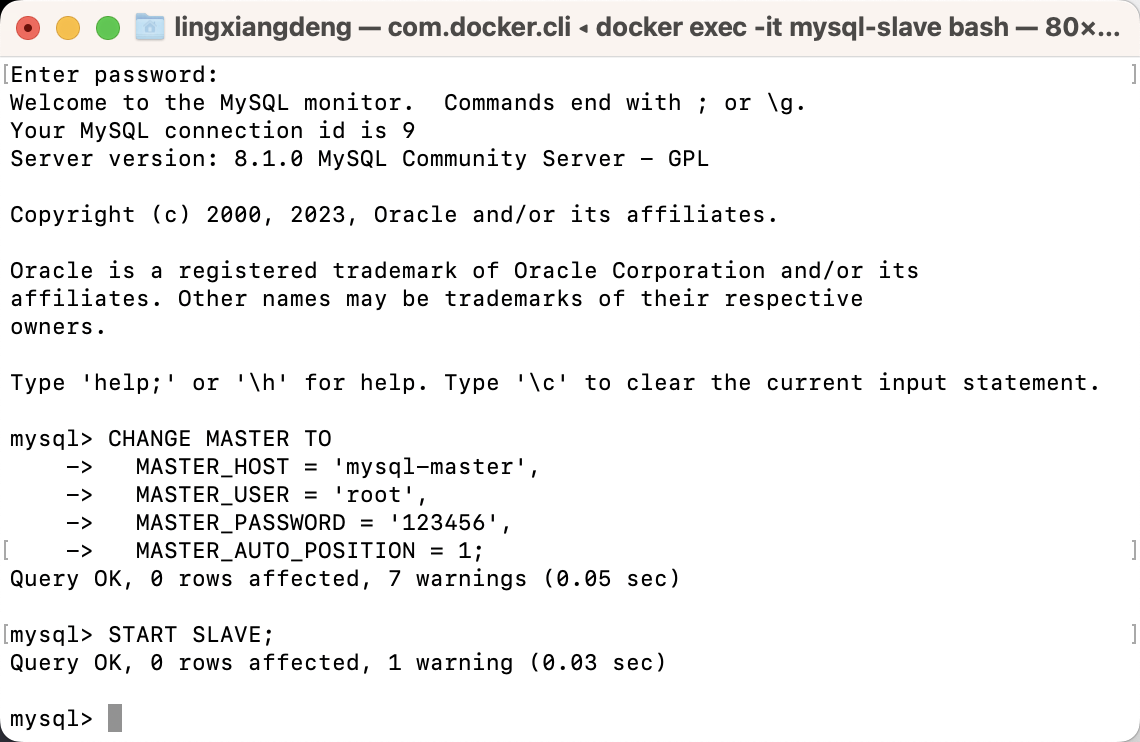 lingxiangdeng — com.docker.cli ◂ docker exec -it mysql-slave bash — 80×...
[Enter password: ]
Welcome to the MySQL monitor.  Commands end with ; or \g.
Your MySQL connection id is 9
Server version: 8.1.0 MySQL Community Server - GPL
Copyright (c) 2000, 2023, Oracle and/or its affiliates.
Oracle is a registered trademark of Oracle Corporation and/or its
affiliates. Other names may be trademarks of their respective
owners.
Type 'help;' or '\h' for help. Type '\c' to clear the current input statement.
mysql> CHANGE MASTER TO
    ->   MASTER_HOST = 'mysql-master',
    ->   MASTER_USER = 'root',
    ->   MASTER_PASSWORD = '123456',
[    ->   MASTER_AUTO_POSITION = 1; ]
Query OK, 0 rows affected, 7 warnings (0.05 sec)
[mysql> START SLAVE; ]
Query OK, 0 rows affected, 1 warning (0.03 sec)
mysql>